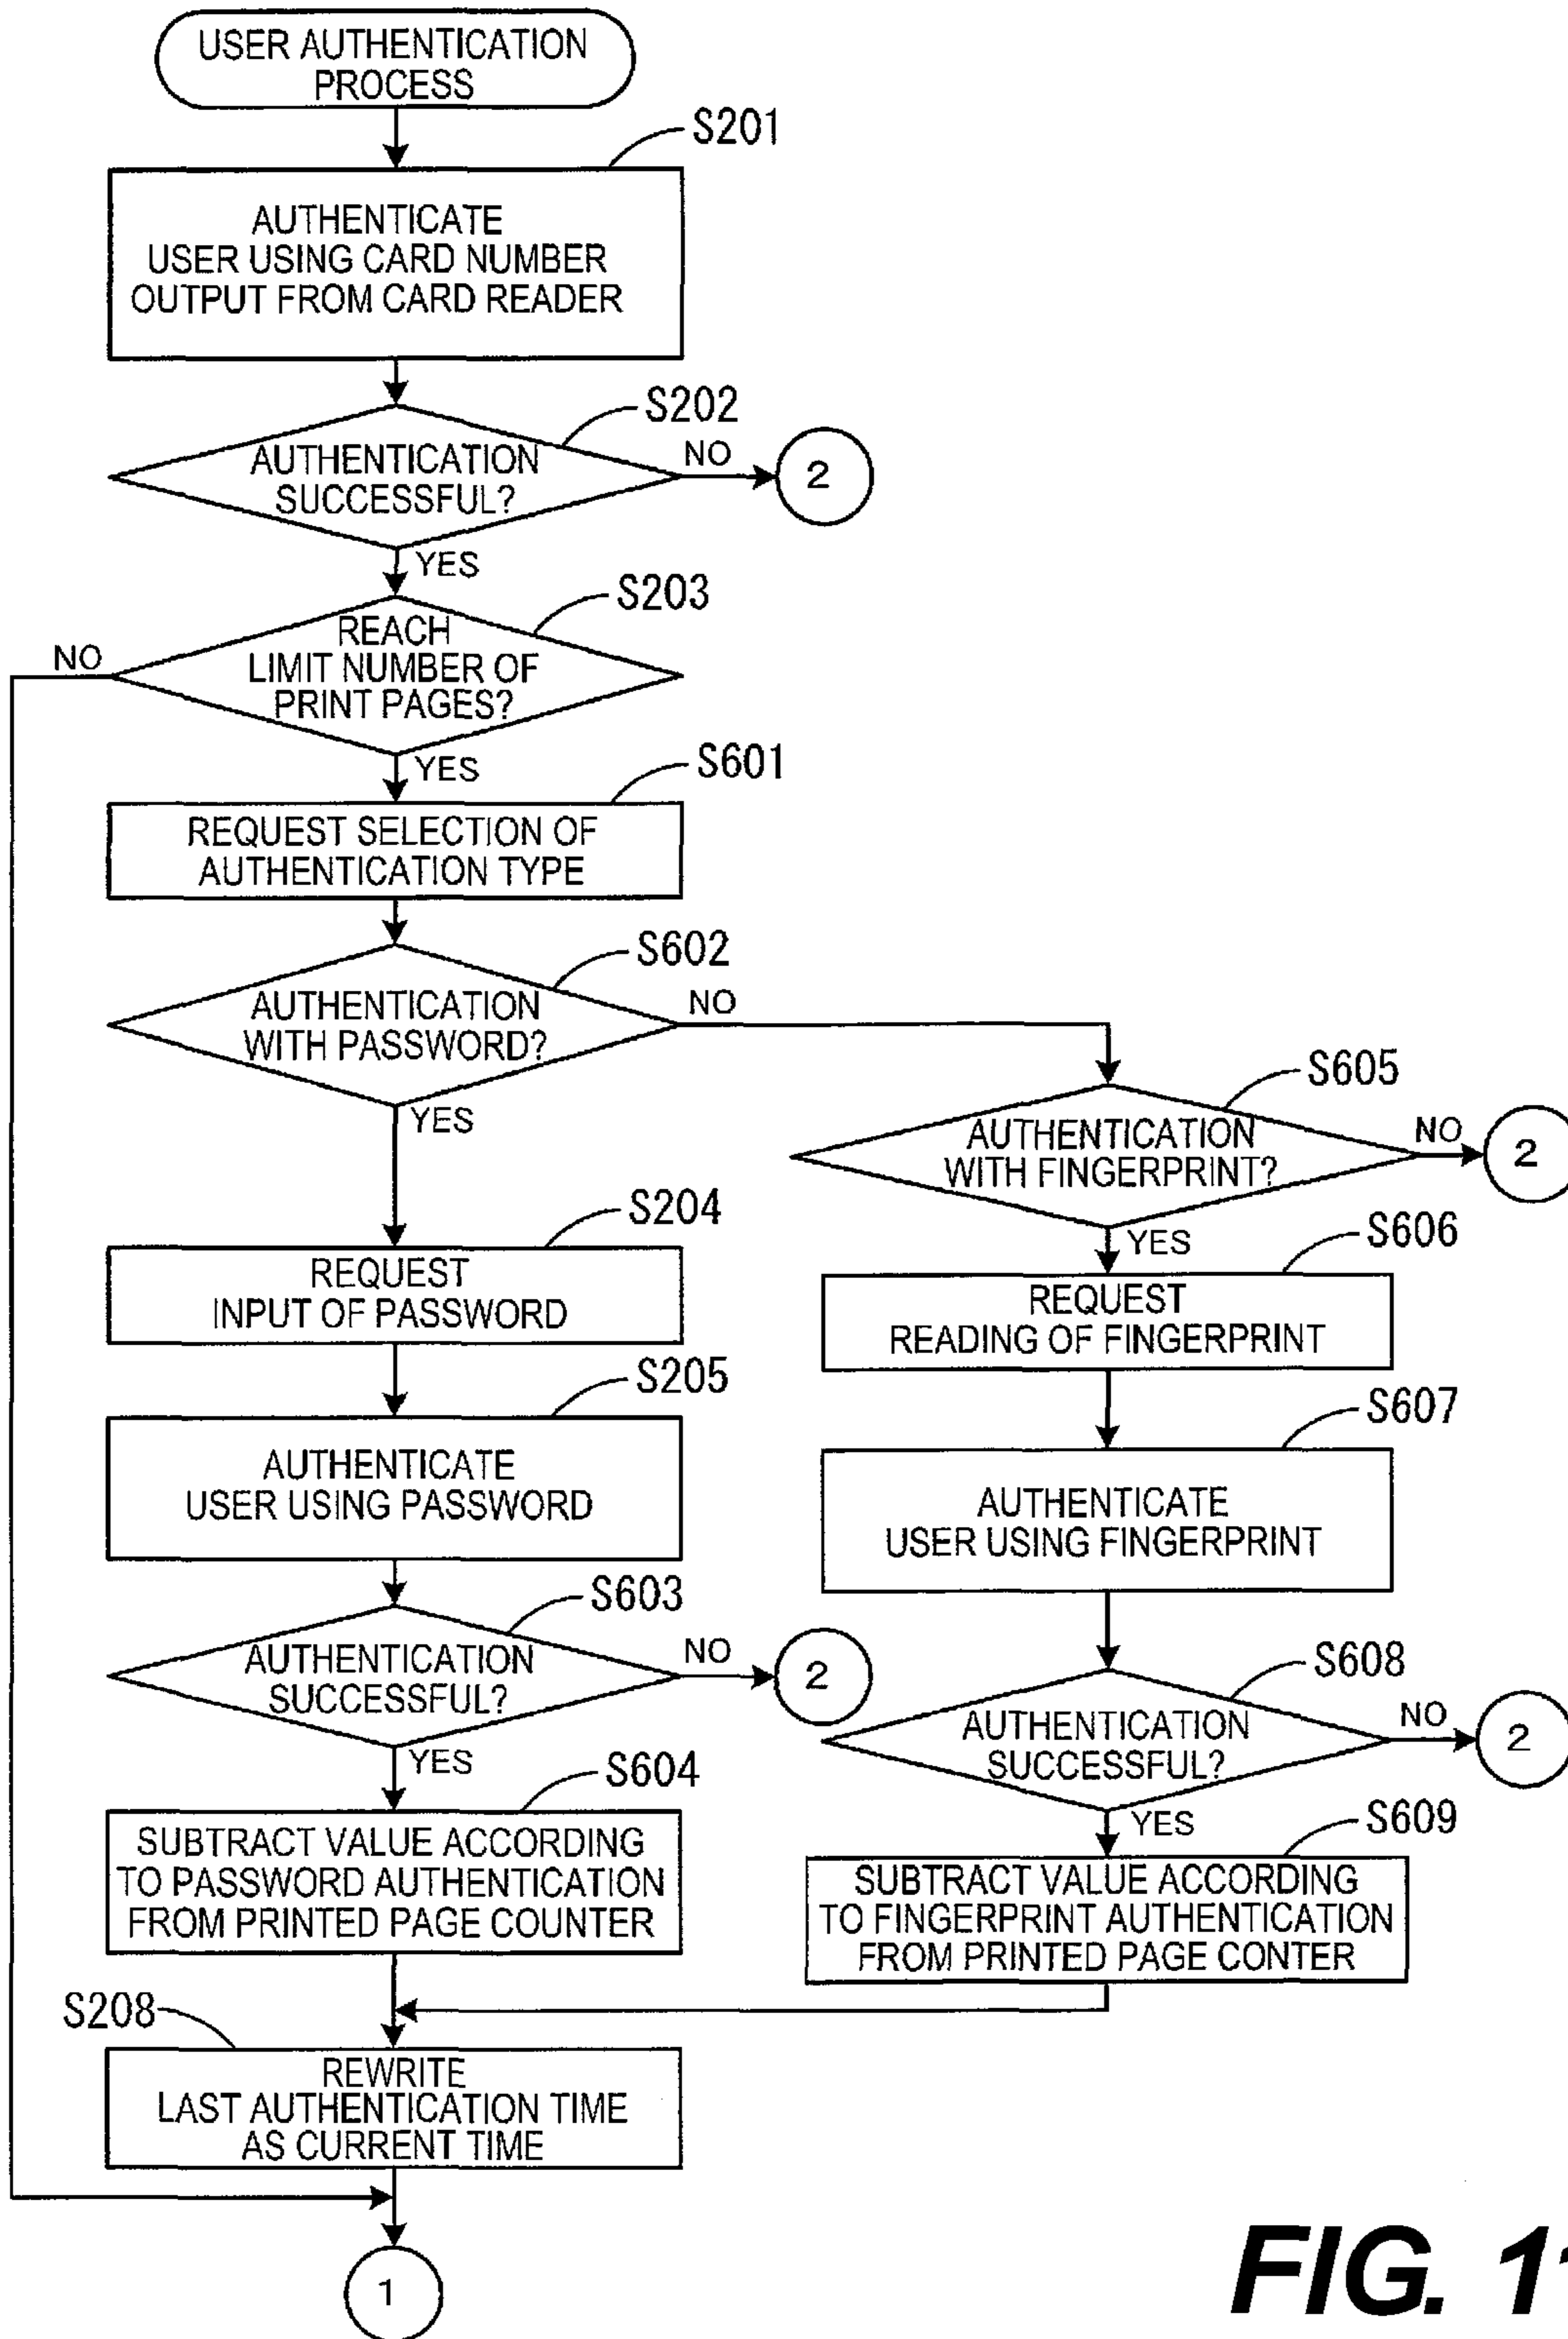 USER AUTHENTICATION
PROCESS
S201
AUTHENTICATE
USER USING CARD NUMBER
OUTPUT FROM CARD READER
S202
AUTHENTICATION
SUCCESSFUL?
NO
2
YES
S203
REACH
LIMIT NUMBER OF
PRINT PAGES?
NO
YES
S601
REQUEST SELECTION OF
AUTHENTICATION TYPE
S602
AUTHENTICATION
WITH PASSWORD?
NO
YES
S605
AUTHENTICATION
WITH FINGERPRINT?
NO
2
YES
S204
REQUEST
INPUT OF PASSWORD
S606
REQUEST
READING OF FINGERPRINT
S205
AUTHENTICATE
USER USING PASSWORD
S607
AUTHENTICATE
USER USING FINGERPRINT
S603
AUTHENTICATION
SUCCESSFUL?
NO
2
YES
S608
AUTHENTICATION
SUCCESSFUL?
NO
2
YES
S604
SUBTRACT VALUE ACCORDING
TO PASSWORD AUTHENTICATION
FROM PRINTED PAGE COUNTER
S609
SUBTRACT VALUE ACCORDING
TO FINGERPRINT AUTHENTICATION
FROM PRINTED PAGE CONTER
S208
REWRITE
LAST AUTHENTICATION TIME
AS CURRENT TIME
1
FIG. 11